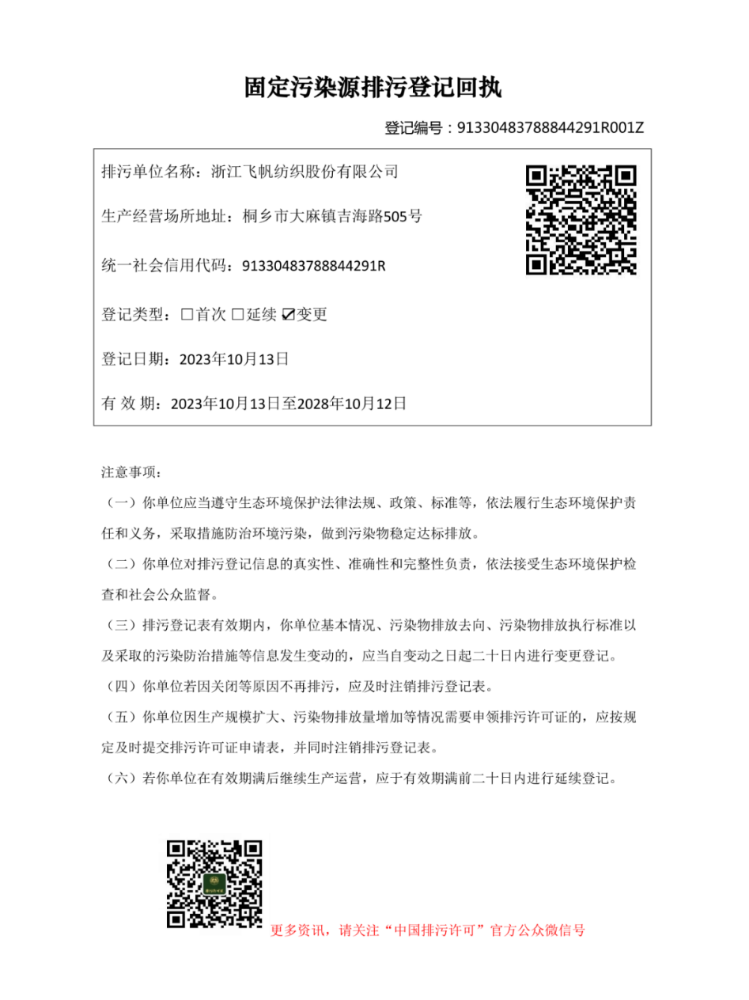 固定污染源排污登记回执
登记编号：91330483788844291R001Z
排污单位名称：浙江飞帆纺织股份有限公司
生产经营场所地址：桐乡市大麻镇吉海路505号
统一社会信用代码：91330483788844291R
登记类型：☐首次 ☐延续 ☑变更
登记日期：2023年10月13日
有 效 期：2023年10月13日至2028年10月12日
注意事项：
（一）你单位应当遵守生态环境保护法律法规、政策、标准等，依法履行生态环境保护责
任和义务，采取措施防治环境污染，做到污染物稳定达标排放。
（二）你单位对排污登记信息的真实性、准确性和完整性负责，依法接受生态环境保护检
查和社会公众监督。
（三）排污登记表有效期内，你单位基本情况、污染物排放去向、污染物排放执行标准以
及采取的污染防治措施等信息发生变动的，应当自变动之日起二十日内进行变更登记。
（四）你单位若因关闭等原因不再排污，应及时注销排污登记表。
（五）你单位因生产规模扩大、污染物排放量增加等情况需要申领排污许可证的，应按规
定及时提交排污许可证申请表，并同时注销排污登记表。
（六）若你单位在有效期满后继续生产运营，应于有效期满前二十日内进行延续登记。
更多资讯，请关注“中国排污许可”官方公众微信号